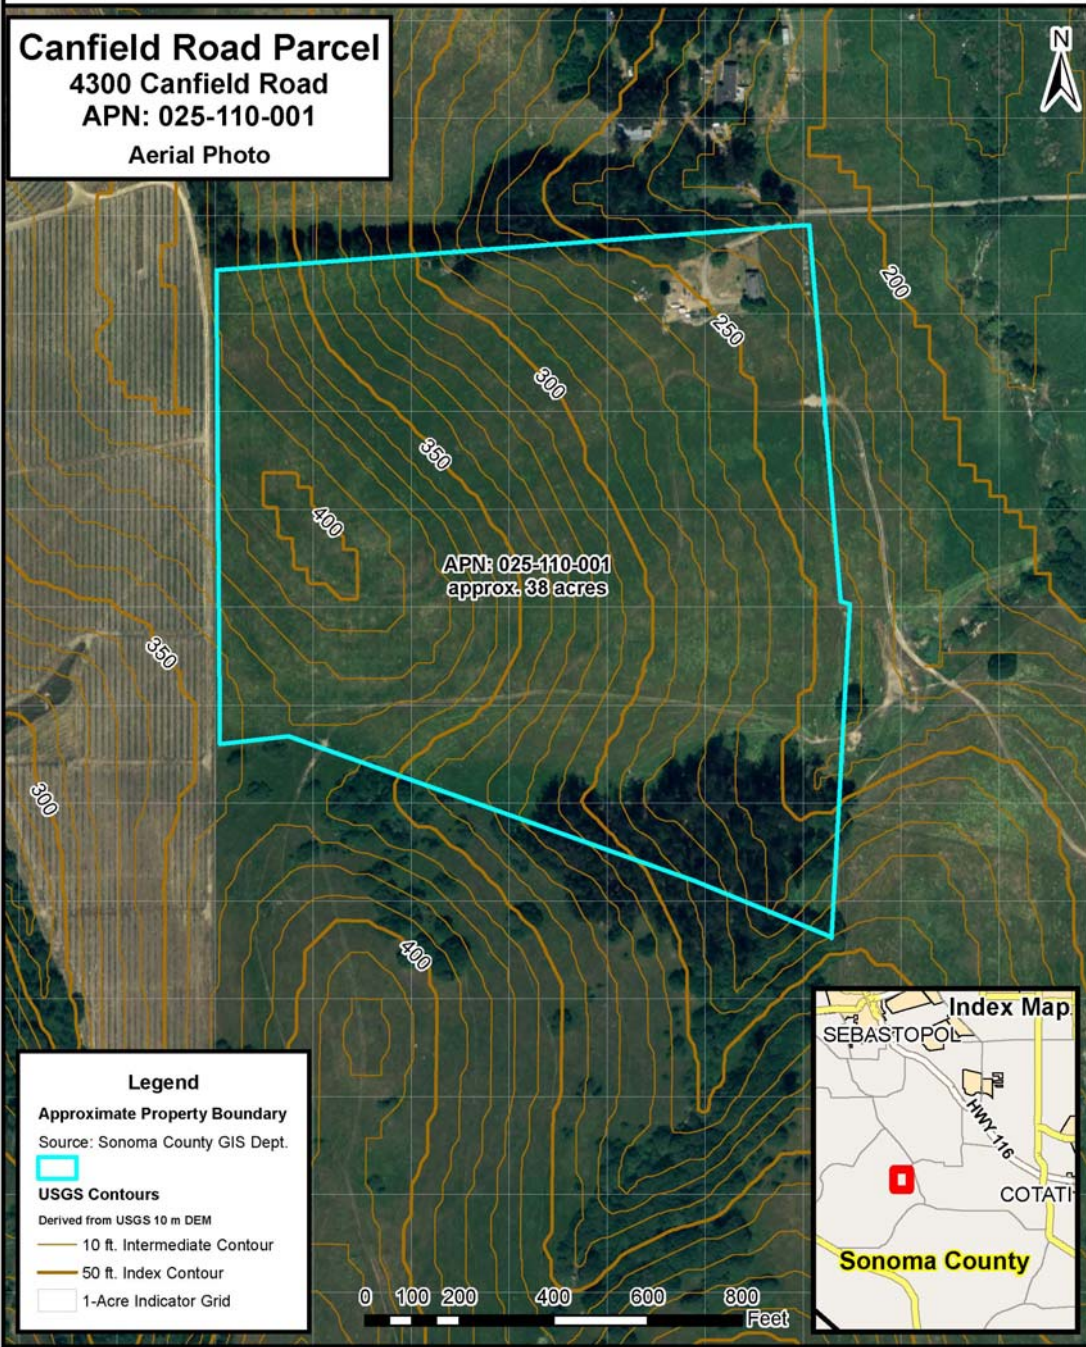 Canfield Road Parcel
4300 Canfield Road
APN: 025-110-001
Aerial Photo
N
200
250
300
350
400
APN: 025-110-001
approx. 38 acres
350
300
400
Legend
Approximate Property Boundary
Source: Sonoma County GIS Dept.
USGS Contours
Derived from USGS 10 m DEM
10 ft. Intermediate Contour
50 ft. Index Contour
1-Acre Indicator Grid
0 100 200 400 600 800
Feet
Index Map
SEBASTOPOL
HWY 116
COTATI
Sonoma County